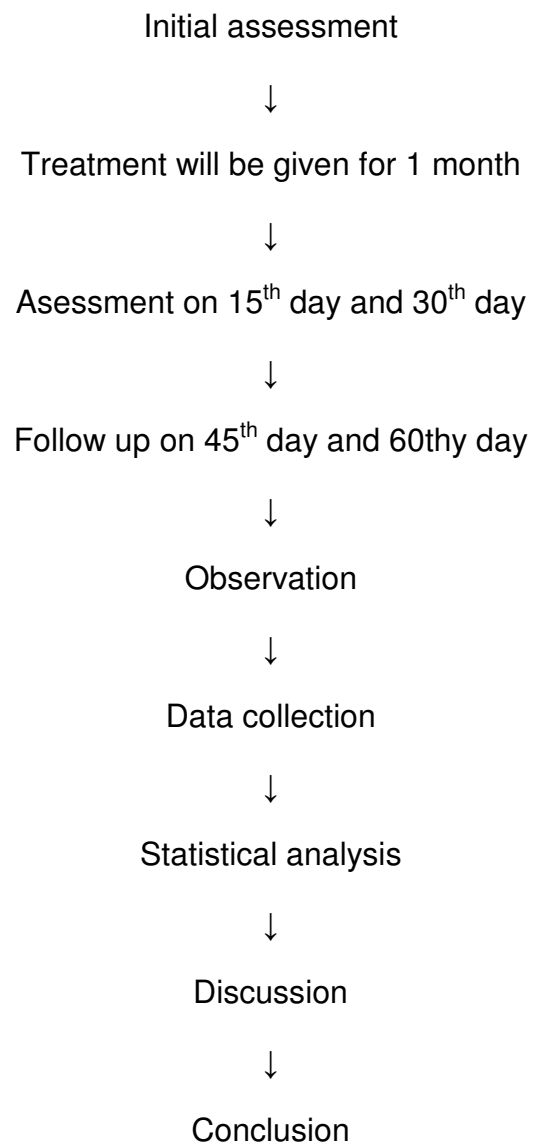 Initial assessment
↓
Treatment will be given for 1 month
↓
Asessment on 15th day and 30th day
↓
Follow up on 45th day and 60thy day
↓
Observation
↓
Data collection
↓
Statistical analysis
↓
Discussion
↓
Conclusion